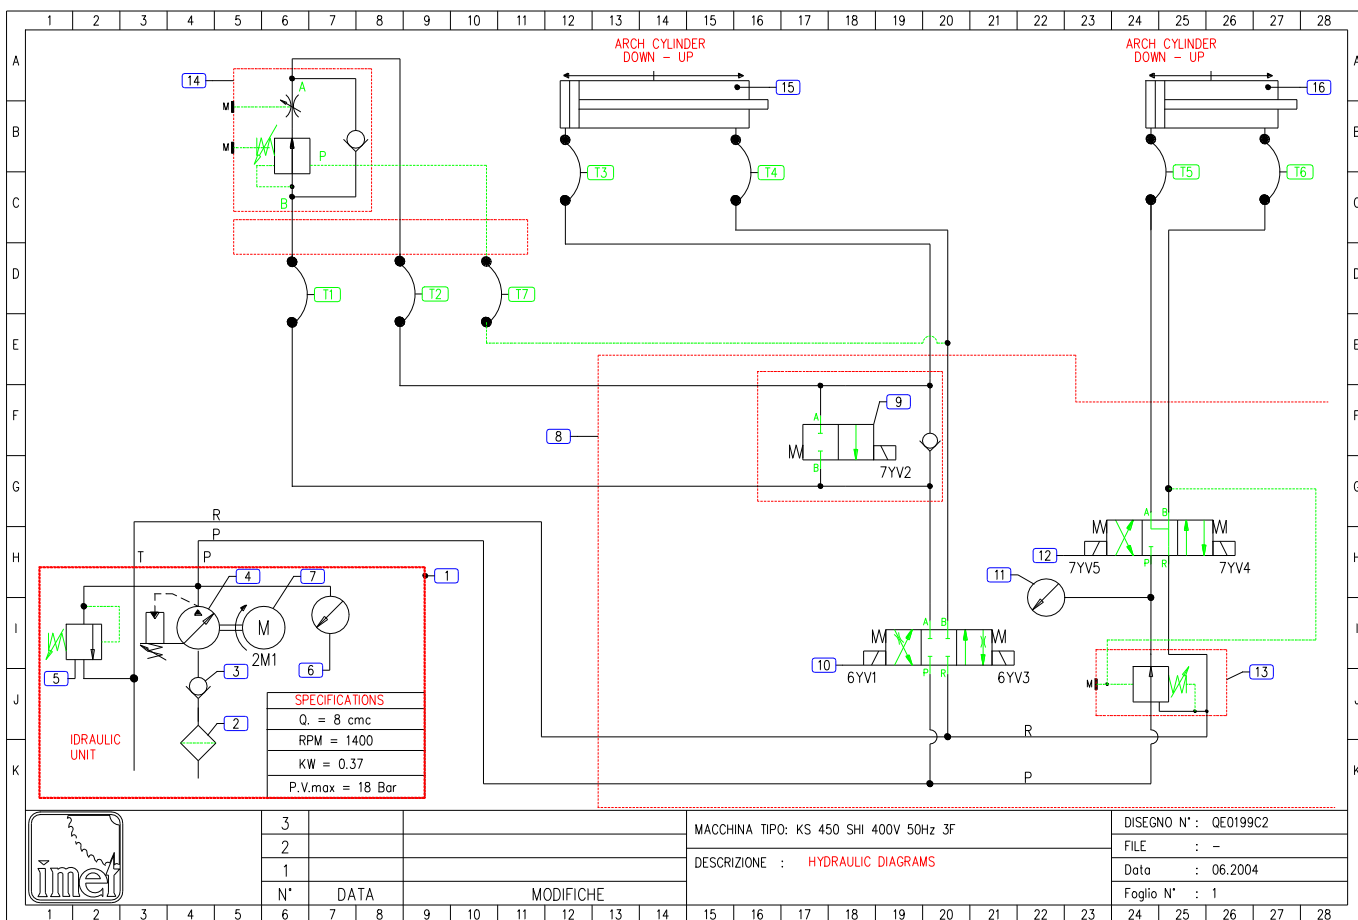 1 2 3 4 5 6 7 8 9 10 11 12 13 14 15 16 17 18 19 20 21 22 23 24 25 26 27 28
A
B
C
D
E
F
G
H
I
J
K
A
B
C
D
E
F
G
H
I
J
K
ARCH CYLINDER
DOWN - UP
ARCH CYLINDER
DOWN - UP
14
A
M
M
P
B
15
16
T3
T4
T5
T6
T1
T2
T7
8
9
A
B
7YV2
R
P
T
P
1
4
7
M
2M1
6
5
3
2
IDRAULIC
UNIT
SPECIFICATIONS
Q. = 8 cmc
RPM = 1400
KW = 0.37
P.V.max = 18 Bar
A B
12
7YV5
P R
7YV4
11
A B
10
6YV1
P R
6YV3
M
13
R
P
imet
3
2
1
N° DATA MODIFICHE
MACCHINA TIPO: KS 450 SHI 400V 50Hz 3F
DESCRIZIONE : HYDRAULIC DIAGRAMS
DISEGNO N° : QE0199C2
FILE : -
Data : 06.2004
Foglio N° : 1
1 2 3 4 5 6 7 8 9 10 11 12 13 14 15 16 17 18 19 20 21 22 23 24 25 26 27 28